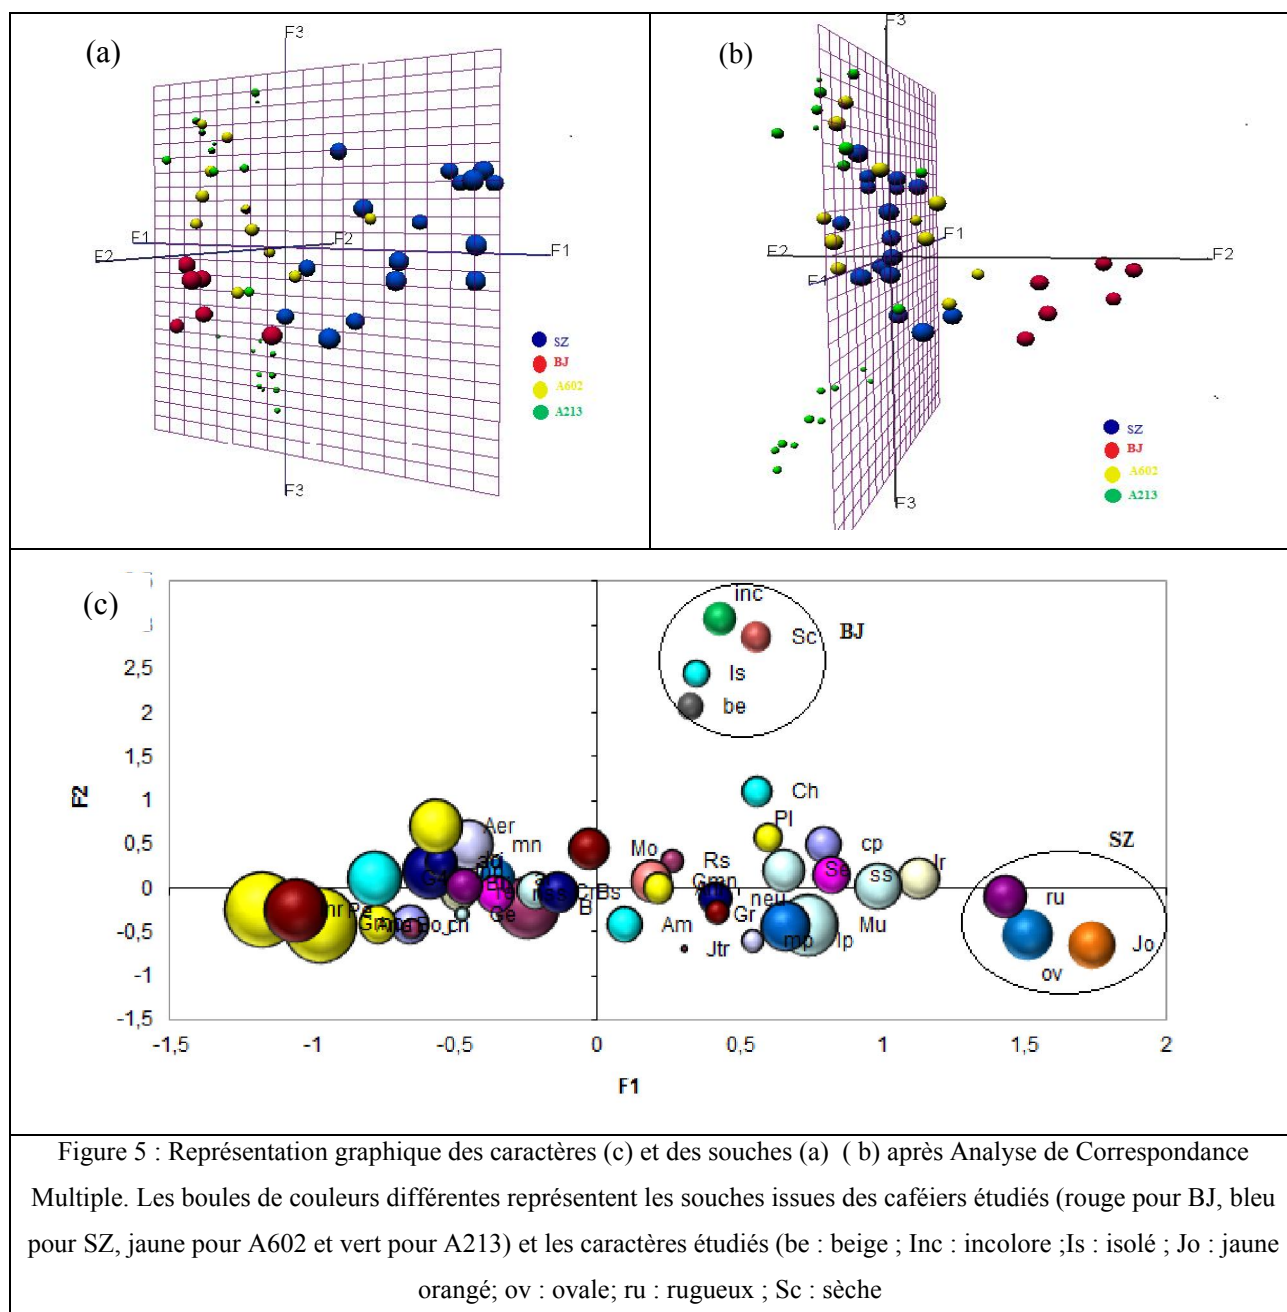 (a)
F3
F1
F2
F2
F1
F3
SZ
BJ
A602
A213
(b)
F3
F2
F1
F1
F2
F3
SZ
BJ
A602
A213
(c)
inc
Sc
BJ
Is
be
2,5
2
1,5
1
0,5
0
-0,5
-1
-1,5
F2
Ch
Pl
Aer
mn
Mo
Rs
cp
Se
ss
Ir
SZ
Gmn
neu
Bs
Cr
B
Ge
Gr
Am
Jtr
mp
Ip
Mu
ru
ov
Jo
-1,5 -1 -0,5 0 0,5 1 1,5 2
F1
Figure 5 : Représentation graphique des caractères (c) et des souches (a) ( b) après Analyse de Correspondance
Multiple. Les boules de couleurs différentes représentent les souches issues des caféiers étudiés (rouge pour BJ, bleu
pour SZ, jaune pour A602 et vert pour A213) et les caractères étudiés (be : beige ; Inc : incolore ;Is : isolé ; Jo : jaune
orangé; ov : ovale; ru : rugueux ; Sc : sèche